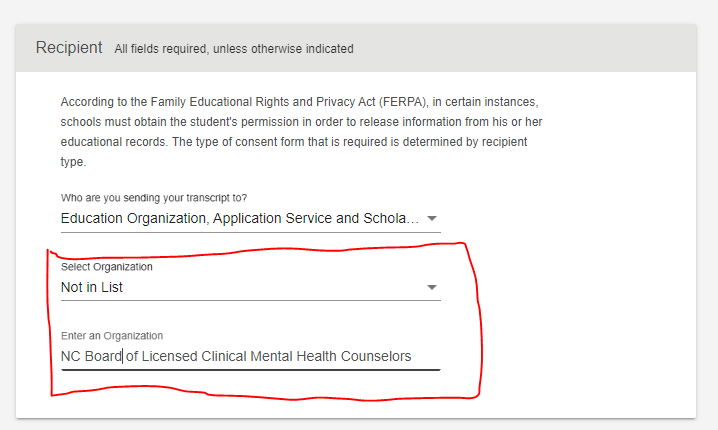 Recipient All fields required, unless otherwise indicated
According to the Family Educational Rights and Privacy Act (FERPA), in certain instances,
schools must obtain the student's permission in order to release information from his or her
educational records. The type of consent form that is required is determined by recipient
type.
Who are you sending your transcript to?
Education Organization, Application Service and Schola...
Select Organization
Not in List
Enter an Organization
NC Board of Licensed Clinical Mental Health Counselors